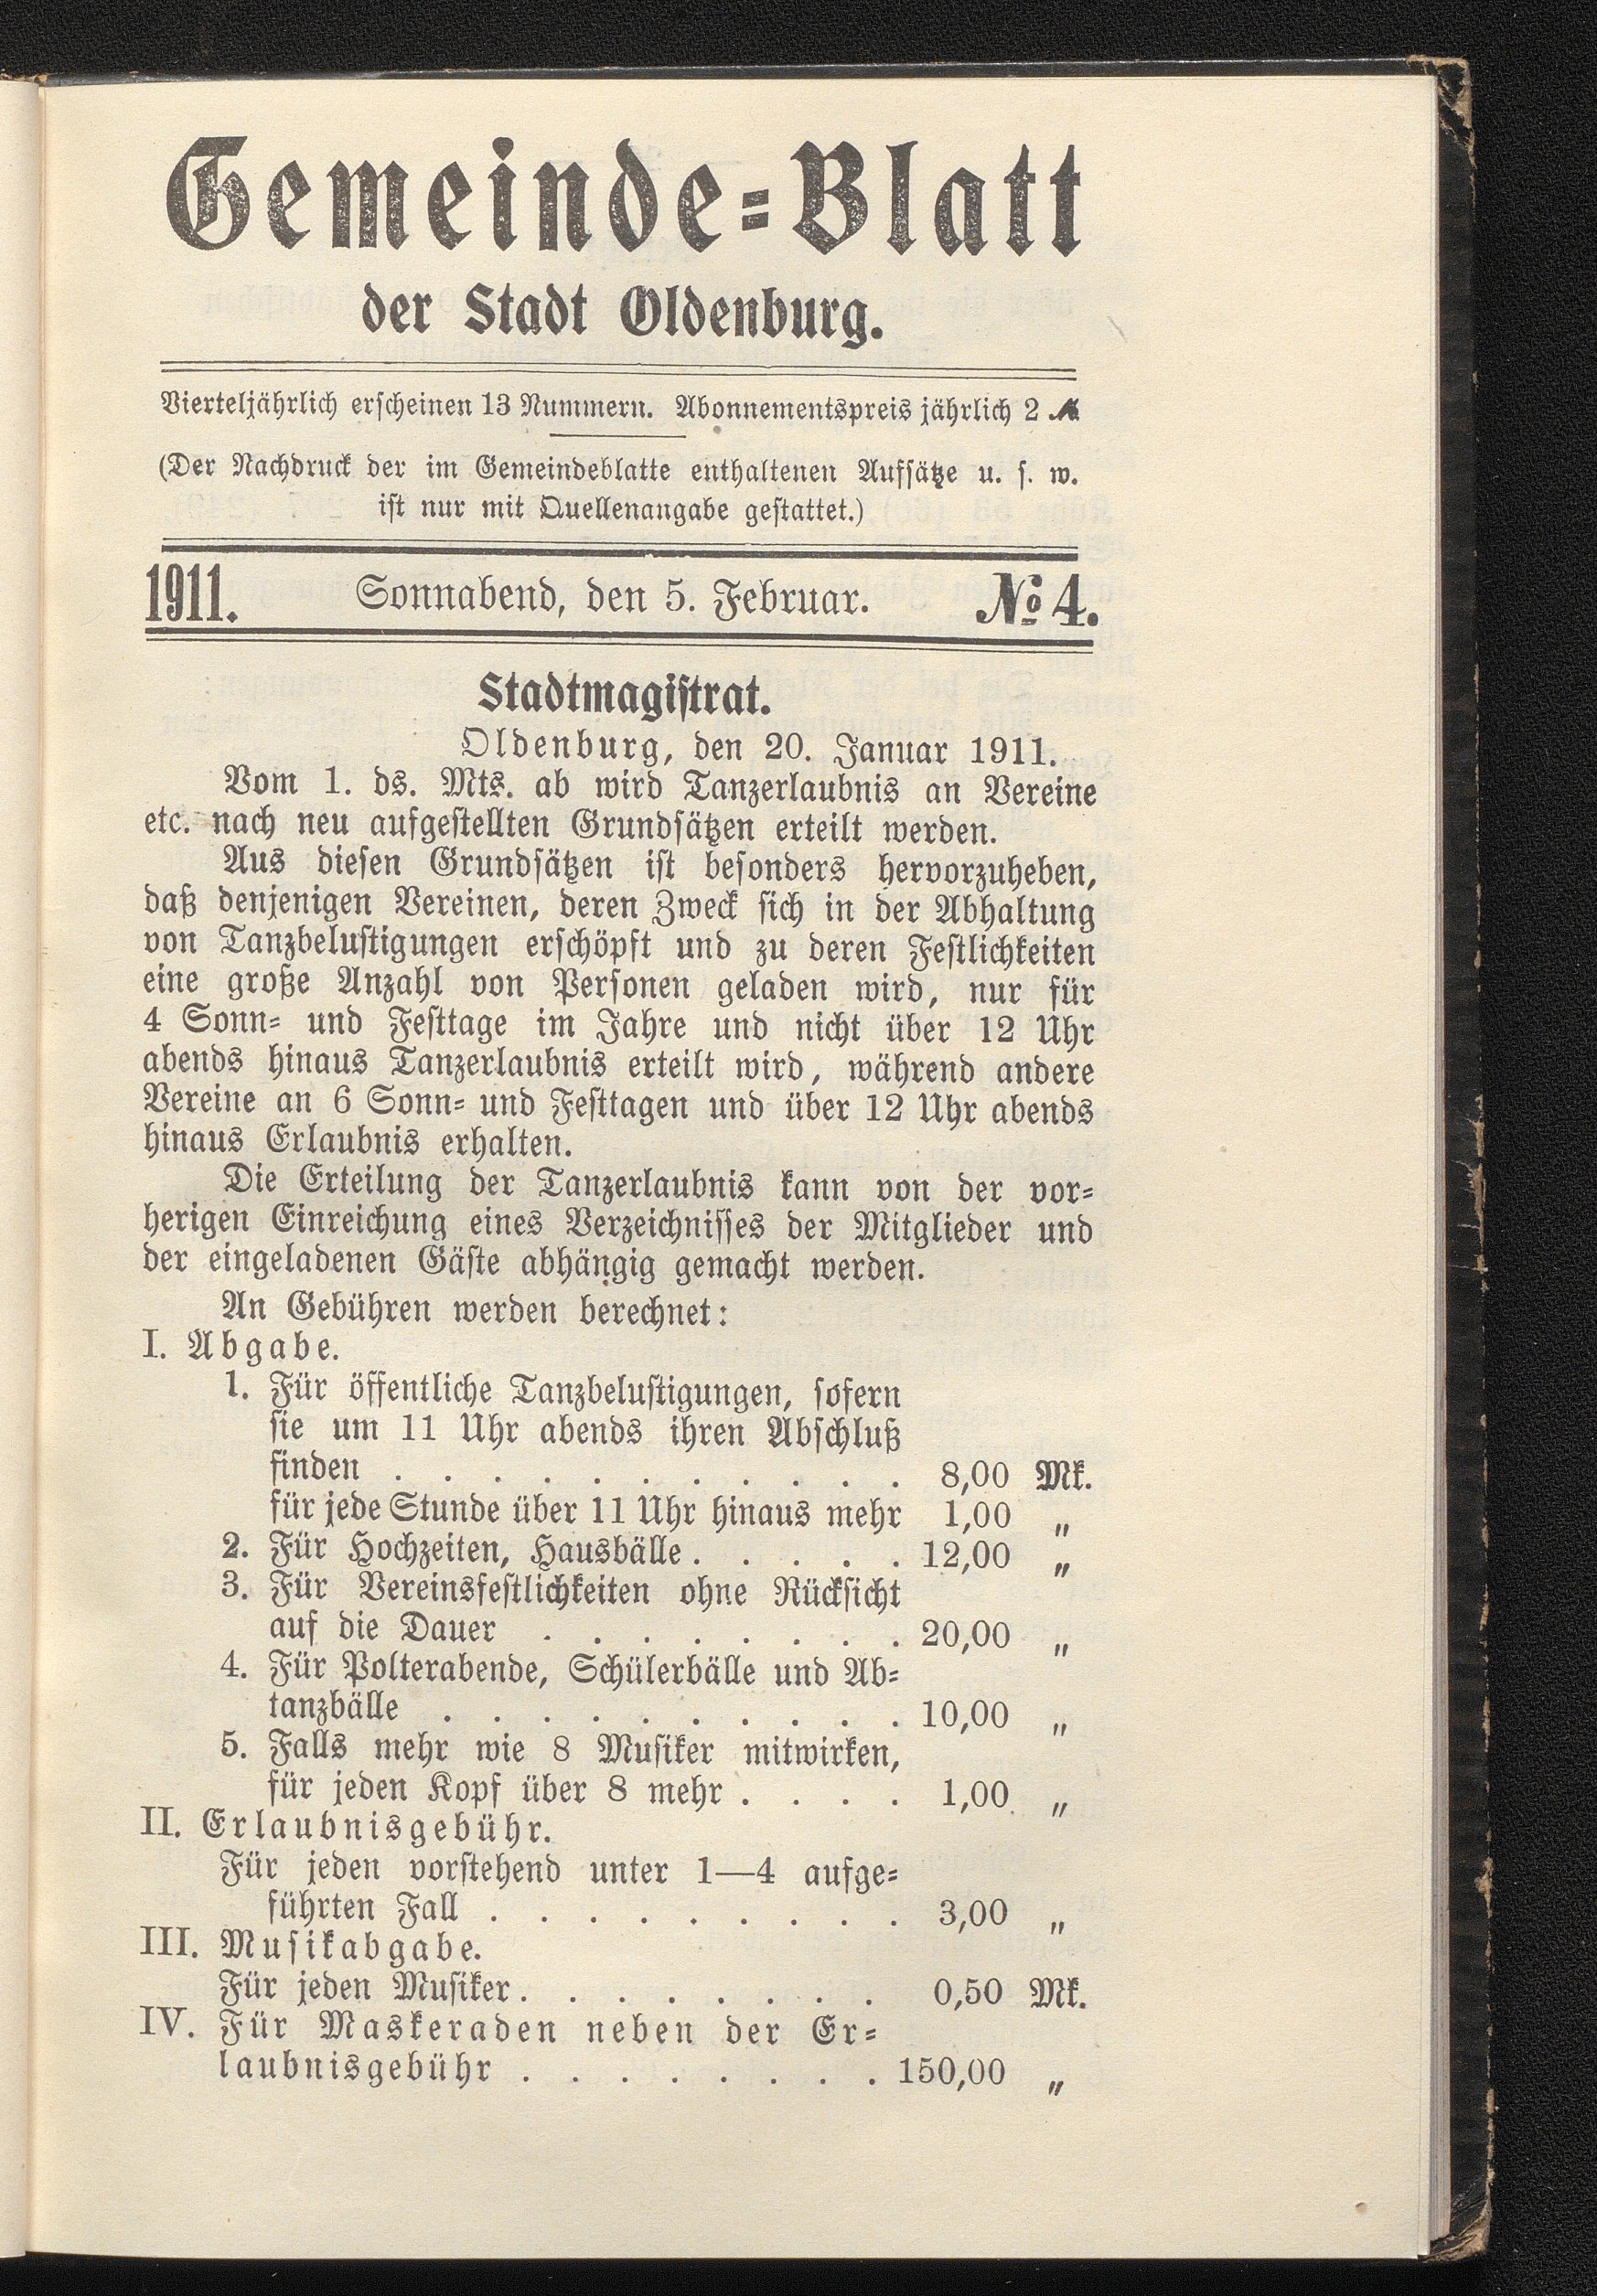 Gemeinde=Blatt
der Stadt Oldenburg.
Vierteljährlich erscheinen 13 Nummern. Abonnementspreis jährlich 2 ℳ
(Der Nachdruck der im Gemeindeblatte enthaltenen Aufsätze u. s. w.
ist nur mit Quellenangabe gestattet.)
1911. Sonnabend, den 5. Februar. № 4.
Stadtmagistrat.
Oldenburg, den 20. Januar 1911.
Vom 1. ds. Mts. ab wird Tanzerlaubnis an Vereine
etc. nach neu aufgestellten Grundsätzen erteilt werden.
Aus diesen Grundsätzen ist besonders hervorzuheben,
daß denjenigen Vereinen, deren Zweck sich in der Abhaltung
von Tanzbelustigungen erschöpft und zu deren Festlichkeiten
eine große Anzahl von Personen geladen wird, nur für
4 Sonn= und Festtage im Jahre und nicht über 12 Uhr
abends hinaus Tanzerlaubnis erteilt wird, während andere
Vereine an 6 Sonn= und Festtagen und über 12 Uhr abends
hinaus Erlaubnis erhalten.
Die Erteilung der Tanzerlaubnis kann von der vor=
herigen Einreichung eines Verzeichnisses der Mitglieder und
der eingeladenen Gäste abhängig gemacht werden.
An Gebühren werden berechnet:
I. Abgabe.
1. Für öffentliche Tanzbelustigungen, sofern
sie um 11 Uhr abends ihren Abschluß
finden . . . . . . . . . . . 8,00 Mk.
für jede Stunde über 11 Uhr hinaus mehr 1,00 „
2. Für Hochzeiten, Hausbälle . . . . . 12,00 „
3. Für Vereinsfestlichkeiten ohne Rücksicht
auf die Dauer . . . . . . . . 20,00 „
4. Für Polterabende, Schülerbälle und Ab=
tanzbälle . . . . . . . . . . 10,00 „
5. Falls mehr wie 8 Musiker mitwirken,
für jeden Kopf über 8 mehr . . . . 1,00 „
II. Erlaubnisgebühr.
Für jeden vorstehend unter 1—4 aufge=
führten Fall . . . . . . . . . 3,00 „
III. Musikabgabe.
Für jeden Musiker . . . . . . . . 0,50 Mk.
IV. Für Maskeraden neben der Er=
laubnisgebühr . . . . . . . . 150,00 „